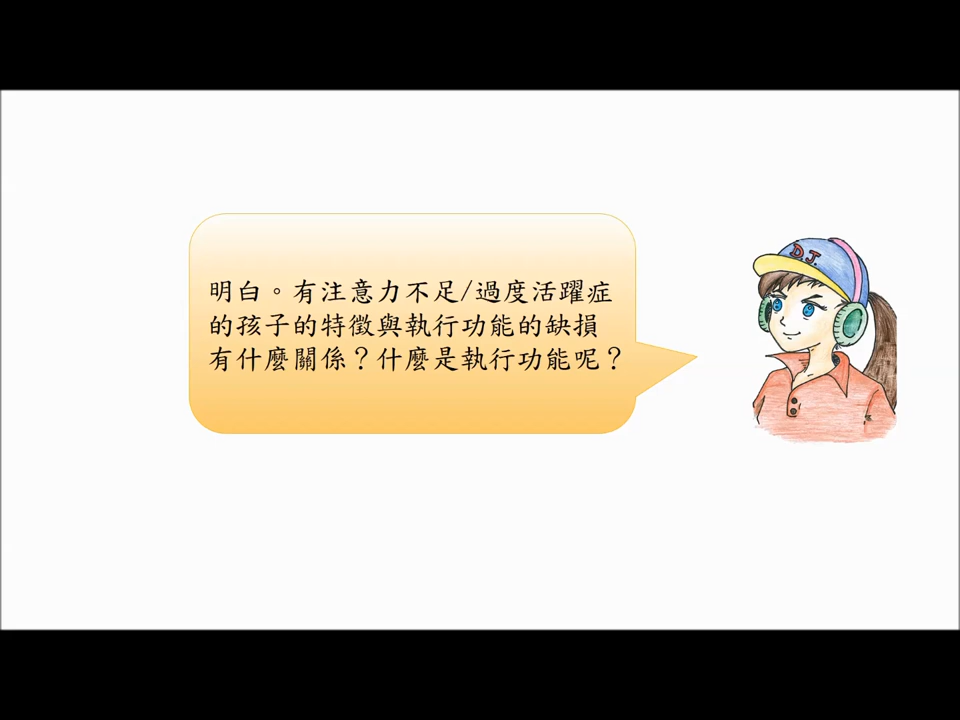 明白。有注意力不足/過度活躍症
的孩子的特徵與執行功能的缺損
有什麼關係？什麼是執行功能呢？
D.J.